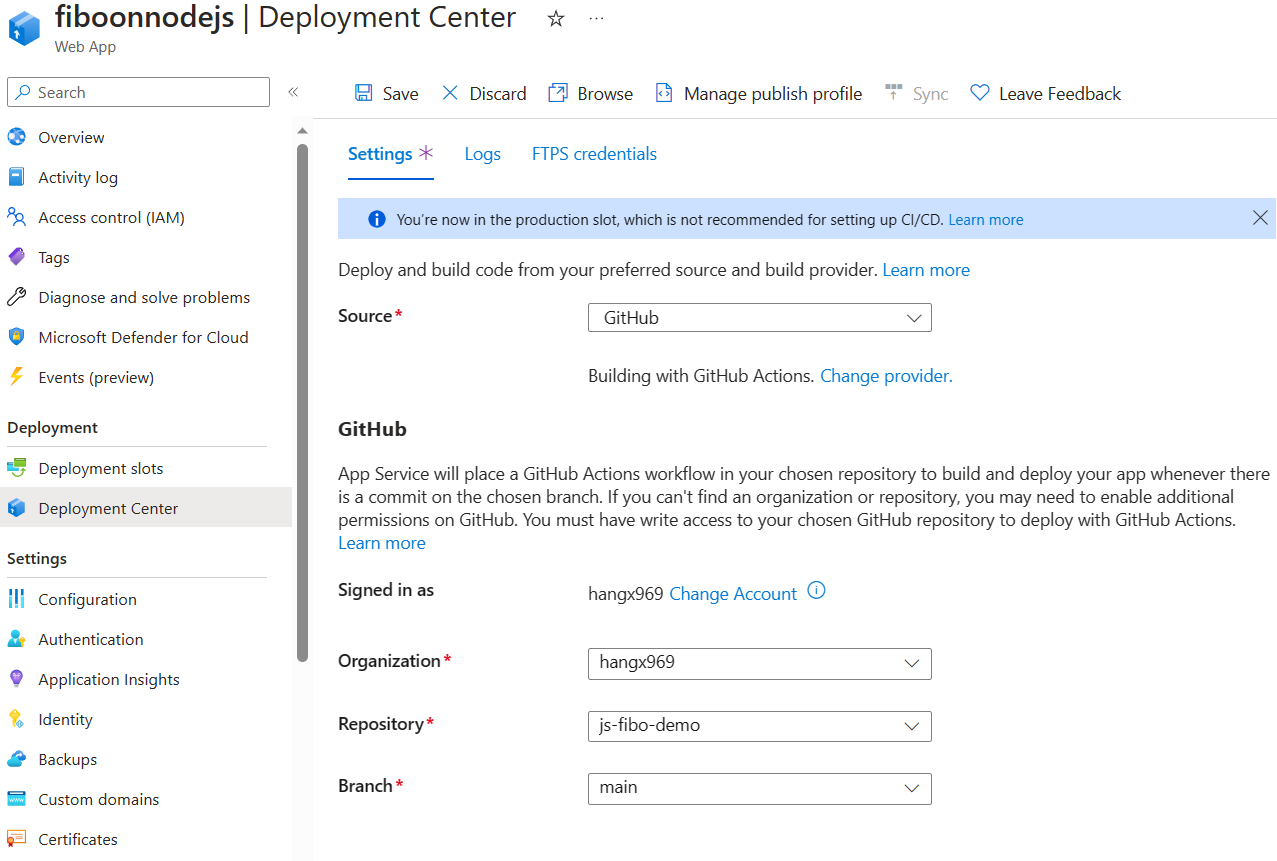 fiboonnodejs | Deployment Center
Web App
Search
Overview
Activity log
Access control (IAM)
Tags
Diagnose and solve problems
Microsoft Defender for Cloud
Events (preview)
Deployment
Deployment slots
Deployment Center
Settings
Configuration
Authentication
Application Insights
Identity
Backups
Custom domains
Certificates
Save
Discard
Browse
Manage publish profile
Sync
Leave Feedback
Settings
Logs
FTPS credentials
You're now in the production slot, which is not recommended for setting up CI/CD. Learn more
Deploy and build code from your preferred source and build provider. Learn more
Source*
GitHub
Building with GitHub Actions. Change provider.
GitHub
App Service will place a GitHub Actions workflow in your chosen repository to build and deploy your app whenever there
is a commit on the chosen branch. If you can't find an organization or repository, you may need to enable additional
permissions on GitHub. You must have write access to your chosen GitHub repository to deploy with GitHub Actions.
Learn more
Signed in as
hangx969 Change Account
Organization*
hangx969
Repository*
js-fibo-demo
Branch*
main